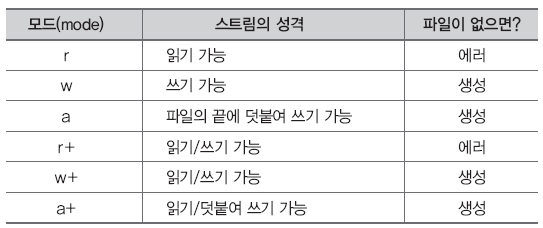 모드(mode) 스트림의 성격 파일이 없으면?
r 읽기 가능 에러
w 쓰기 가능 생성
a 파일의 끝에 덧붙여 쓰기 가능 생성
r+ 읽기/쓰기 가능 에러
w+ 읽기/쓰기 가능 생성
a+ 읽기/덧붙여 쓰기 가능 생성